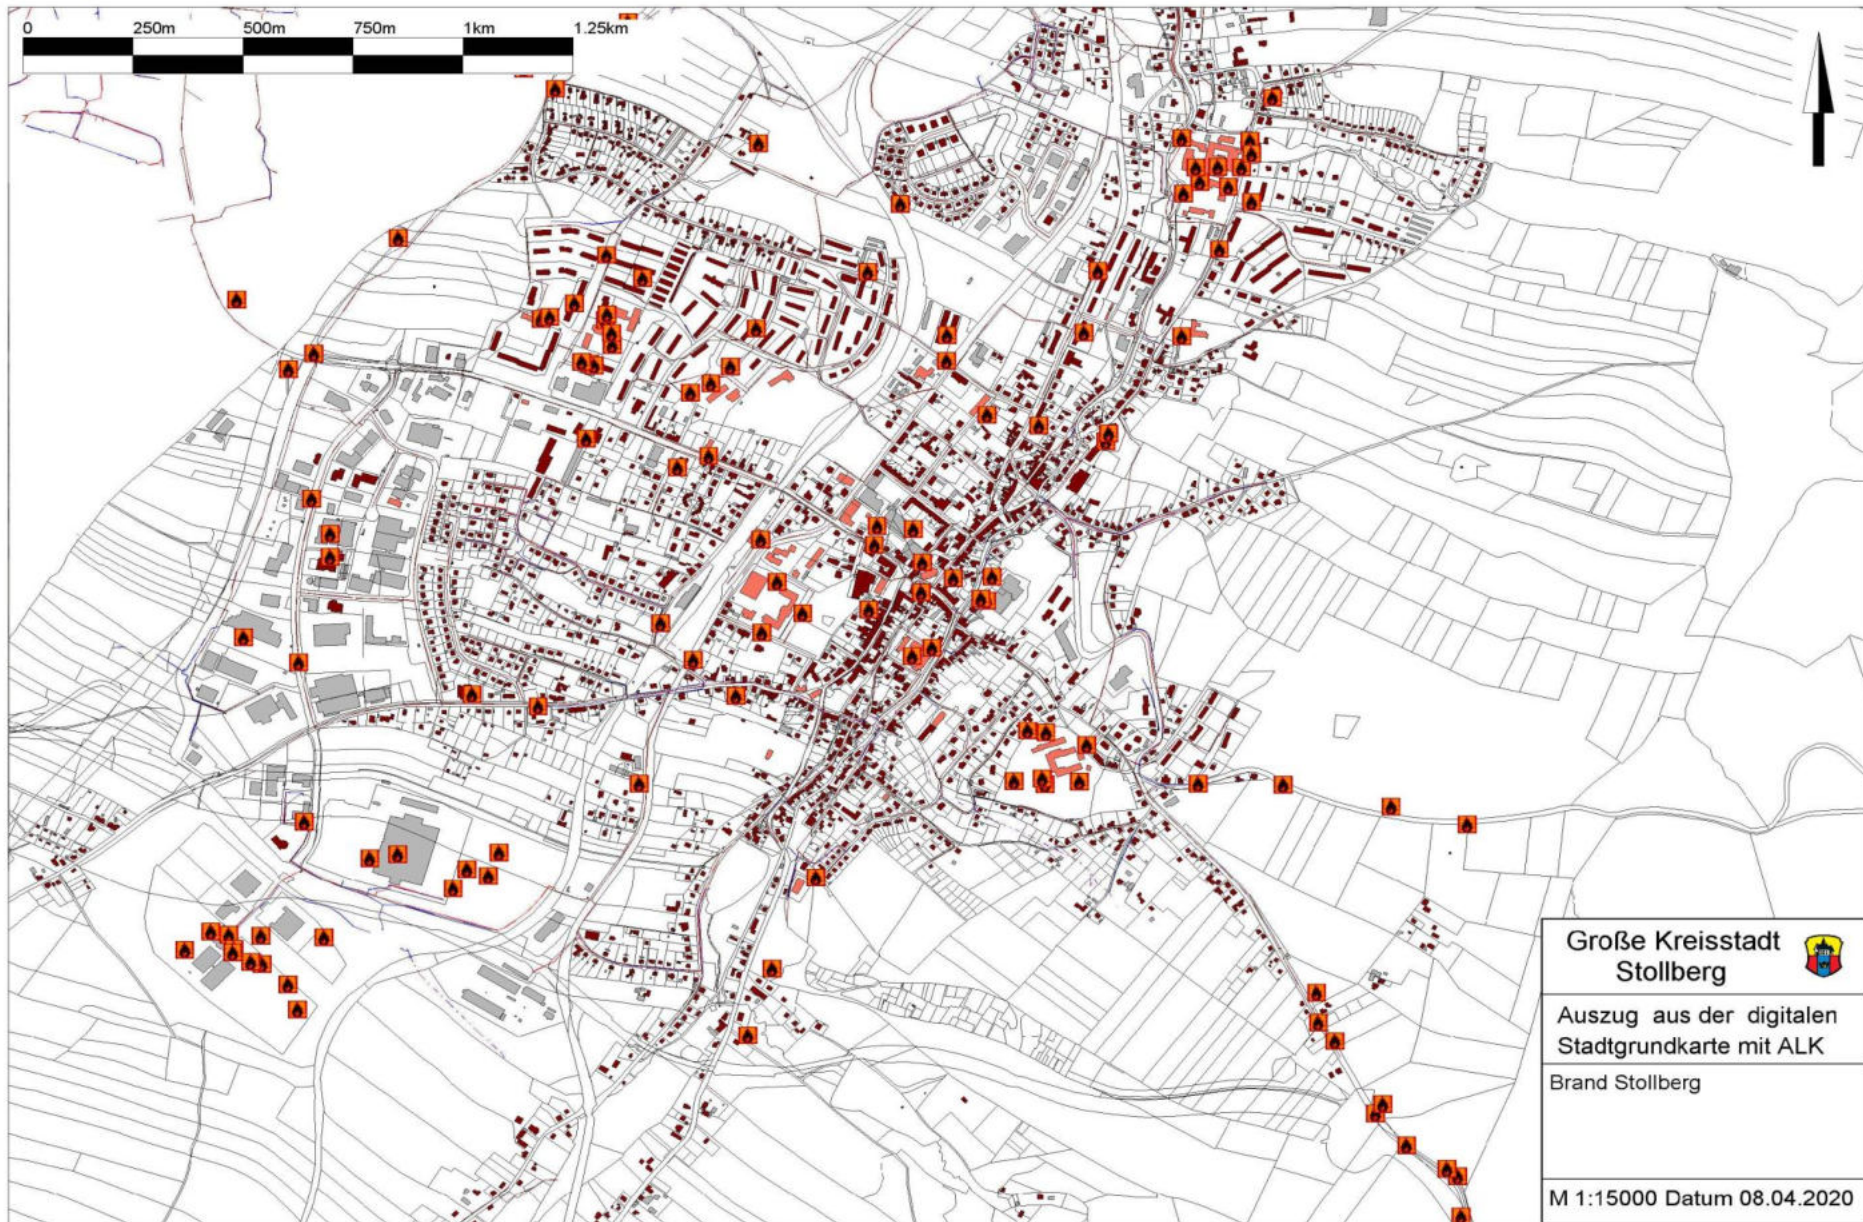 0 250m 500m 750m 1km 1.25km
Große Kreisstadt
Stollberg
Auszug aus der digitalen
Stadtgrundkarte mit ALK
Brand Stollberg
M 1:15000 Datum 08.04.2020